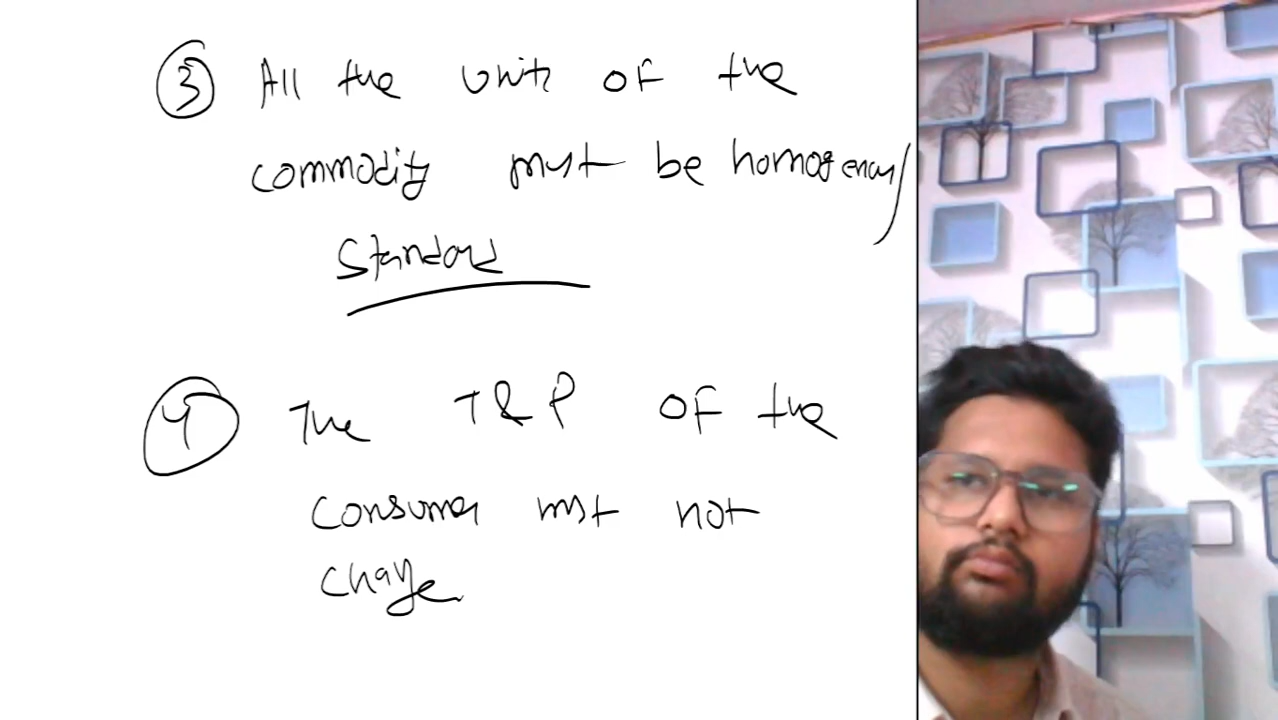 ③ All the units of the
commodity must be homogenous/
Standard
④ The T&P of the
consumer must not
change